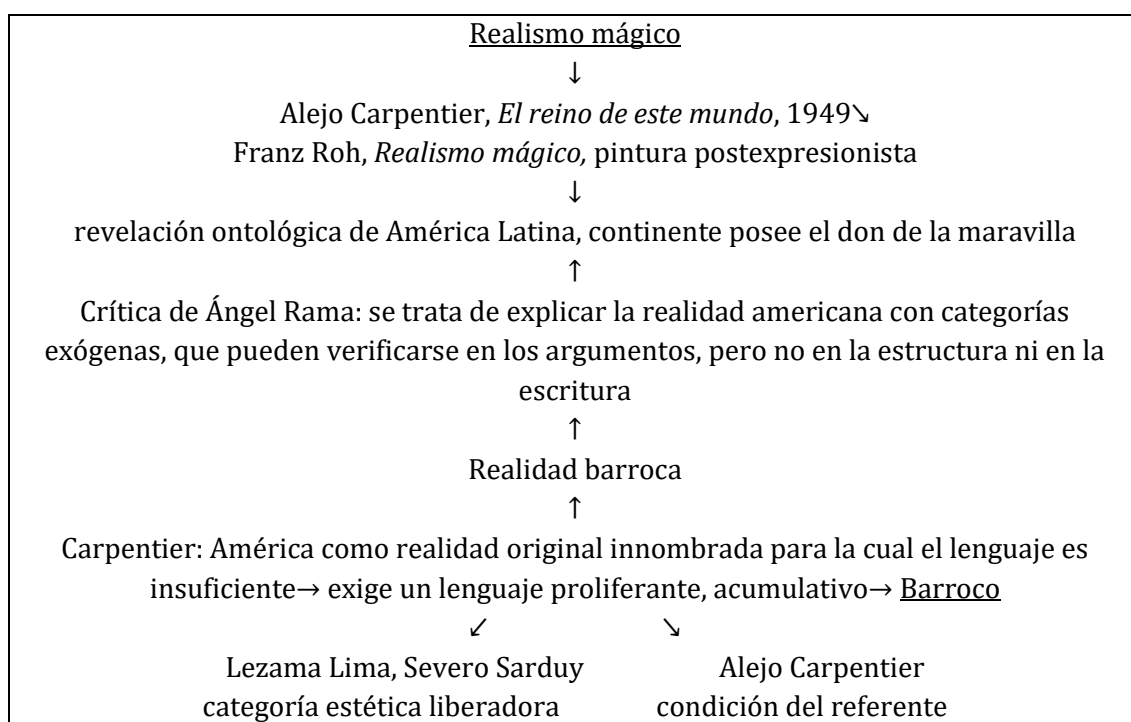 Realismo mágico
↓
Alejo Carpentier, El reino de este mundo, 1949↘
Franz Roh, Realismo mágico, pintura postexpresionista
↓
revelación ontológica de América Latina, continente posee el don de la maravilla
↑
Crítica de Ángel Rama: se trata de explicar la realidad americana con categorías
exógenas, que pueden verificarse en los argumentos, pero no en la estructura ni en la
escritura
↑
Realidad barroca
↑
Carpentier: América como realidad original innombrada para la cual el lenguaje es
insuficiente→ exige un lenguaje proliferante, acumulativo→ Barroco
↙ ↘
Lezama Lima, Severo Sarduy Alejo Carpentier
categoría estética liberadora condición del referente